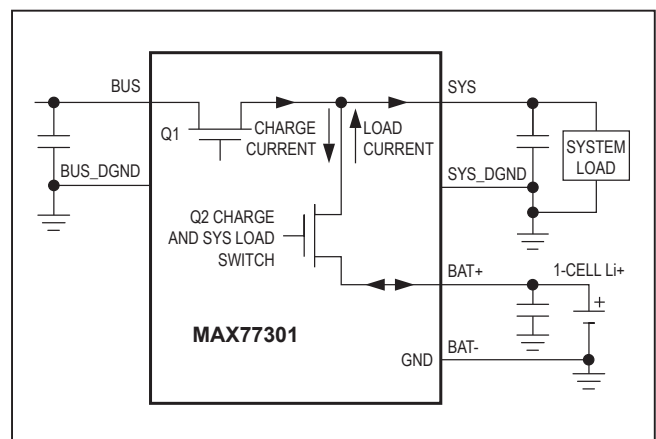 BUS
SYS
Q1
CHARGE
CURRENT
LOAD
CURRENT
SYSTEM
LOAD
BUS_DGND
SYS_DGND
Q2 CHARGE
AND SYS LOAD
SWITCH
BAT+
1-CELL Li+
+
MAX77301
GND
BAT-